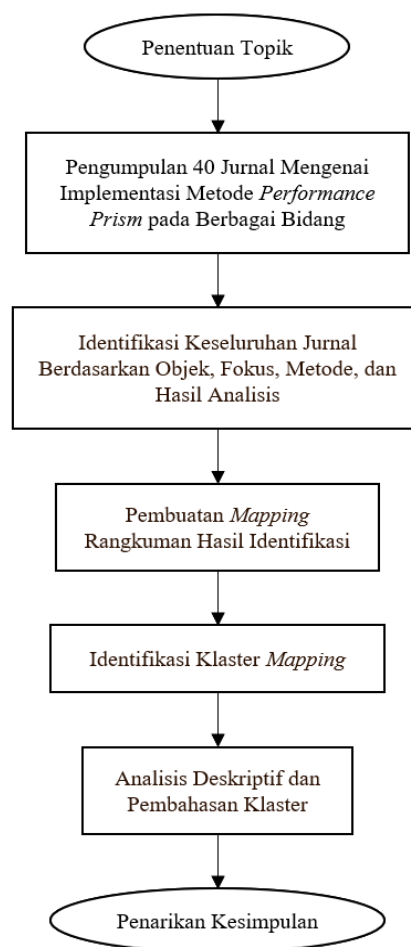 Penentuan Topik
Pengumpulan 40 Jurnal Mengenai
Implementasi Metode Performance
Prism pada Berbagai Bidang
Identifikasi Keseluruhan Jurnal
Berdasarkan Objek, Fokus, Metode, dan
Hasil Analisis
Pembuatan Mapping
Rangkuman Hasil Identifikasi
Identifikasi Klaster Mapping
Analisis Deskriptif dan
Pembahasan Klaster
Penarikan Kesimpulan